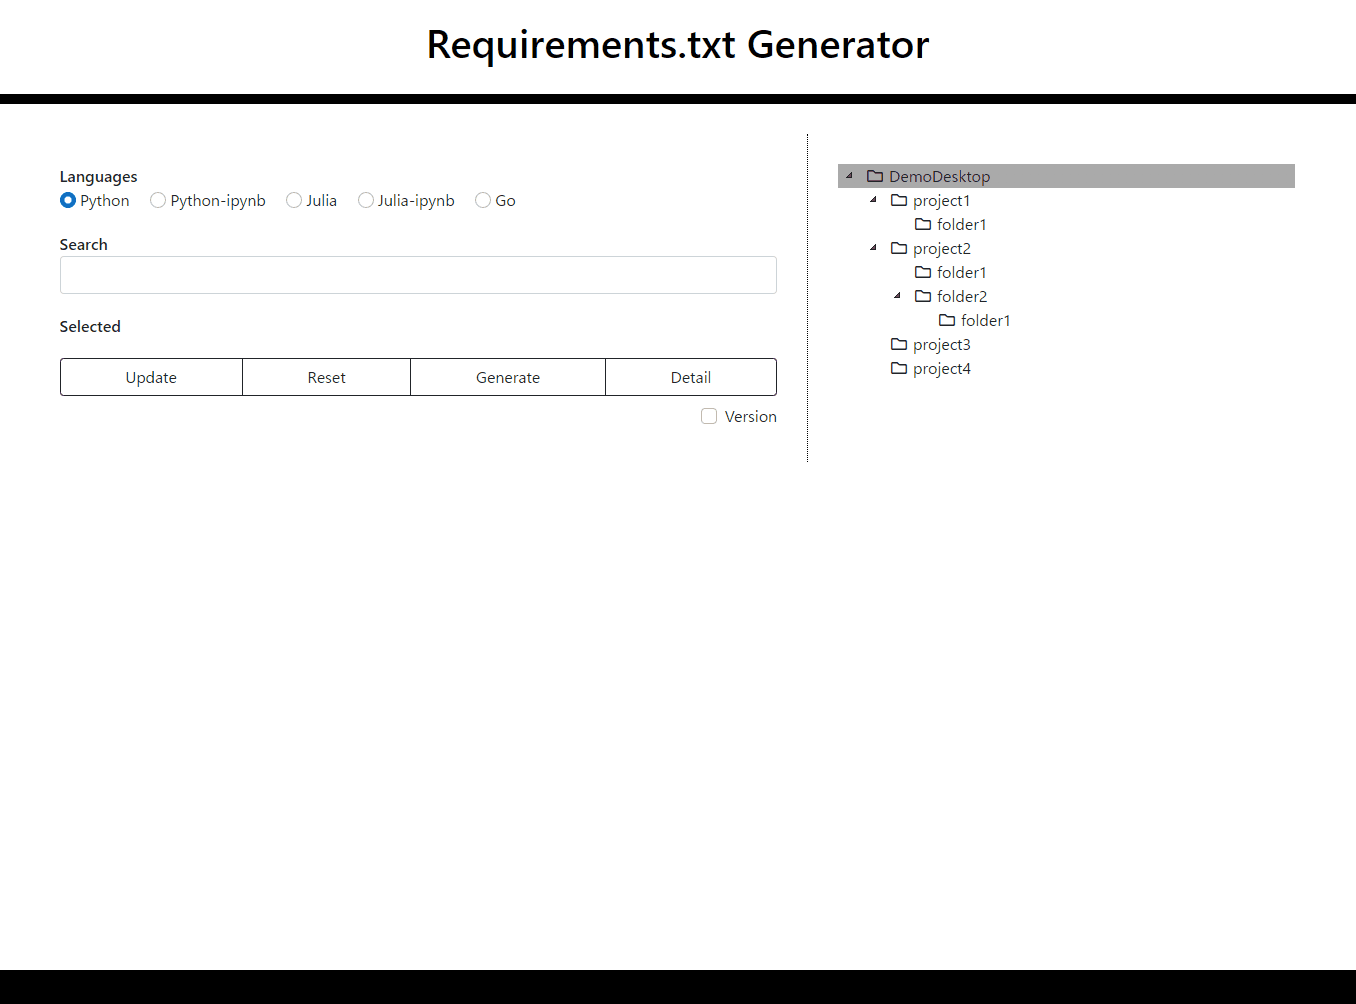 Requirements.txt Generator
Languages
Python Python-ipynb Julia Julia-ipynb Go
Search
Selected
Update Reset Generate Detail
Version
DemoDesktop
project1
folder1
project2
folder1
folder2
folder1
project3
project4